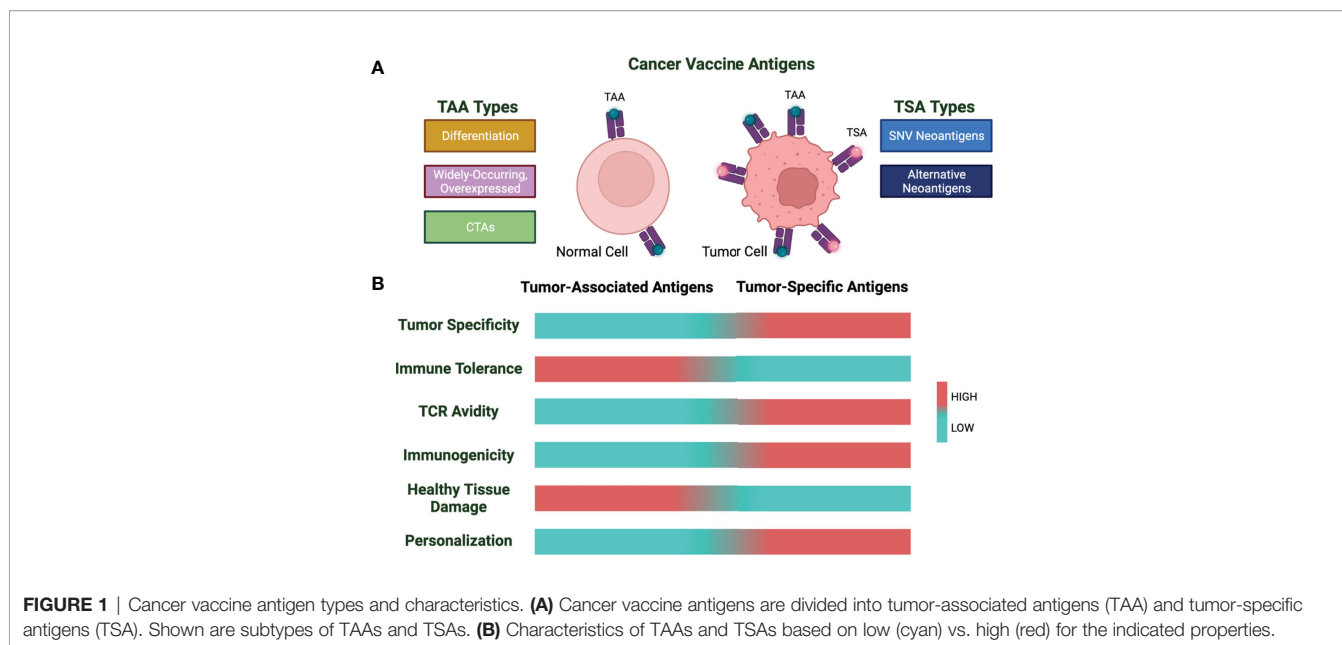 A
Cancer Vaccine Antigens
TAA Types
Differentiation
Widely-Occurring,
Overexpressed
CTAs
TAA
Normal Cell
TAA
TSA
Tumor Cell
TSA Types
SNV Neoantigens
Alternative
Neoantigens
B
Tumor-Associated Antigens
Tumor-Specific Antigens
Tumor Specificity
Immune Tolerance
TCR Avidity
Immunogenicity
Healthy Tissue
Damage
Personalization
HIGH
LOW
FIGURE 1 | Cancer vaccine antigen types and characteristics. (A) Cancer vaccine antigens are divided into tumor-associated antigens (TAA) and tumor-specific
antigens (TSA). Shown are subtypes of TAAs and TSAs. (B) Characteristics of TAAs and TSAs based on low (cyan) vs. high (red) for the indicated properties.